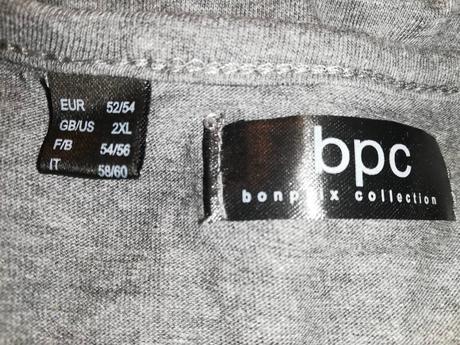 EUR 52/54
GB/US 2XL
F/B 54/56
IT 58/60
bpc
collection